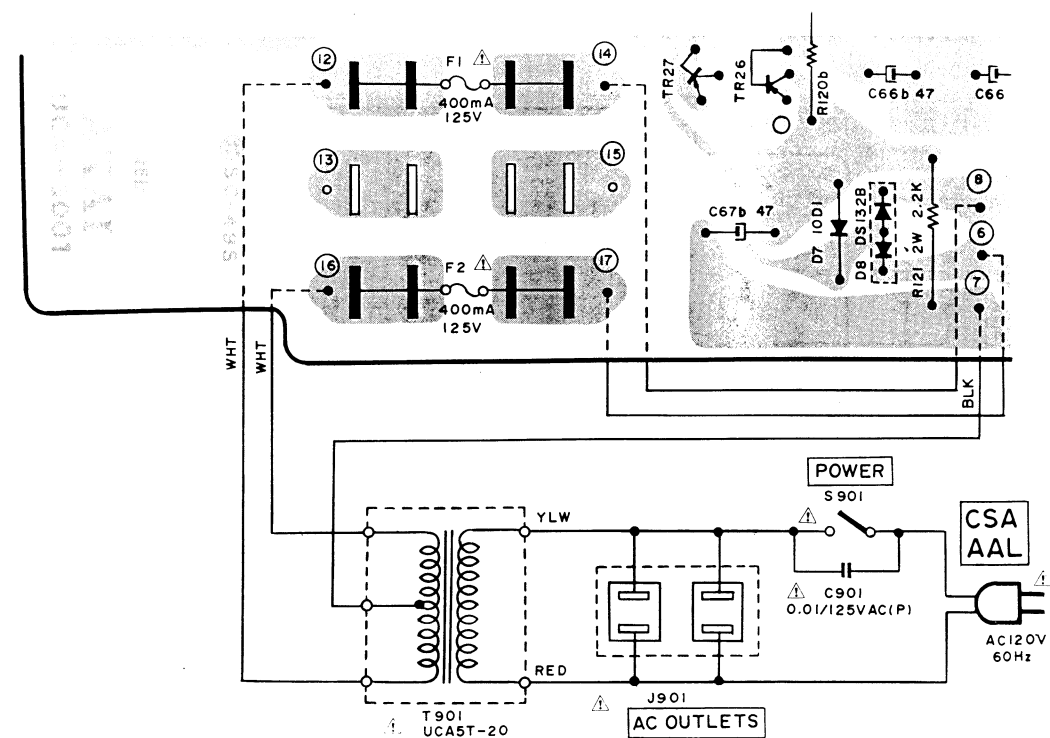 12
F1
14
400mA
125V
TR27
TR26
R120b
C66b 47
C66
13
15
8
C67b 47
D7 10D1
D8 DS132B
R121 2W 2.2K
6
7
16
F2
17
400mA
125V
WHT
WHT
BLK
POWER
S901
YLW
CSA
AAL
C901
0.01/125VAC(P)
AC120V
60Hz
RED
J901
AC OUTLETS
T901
UCA5T-20